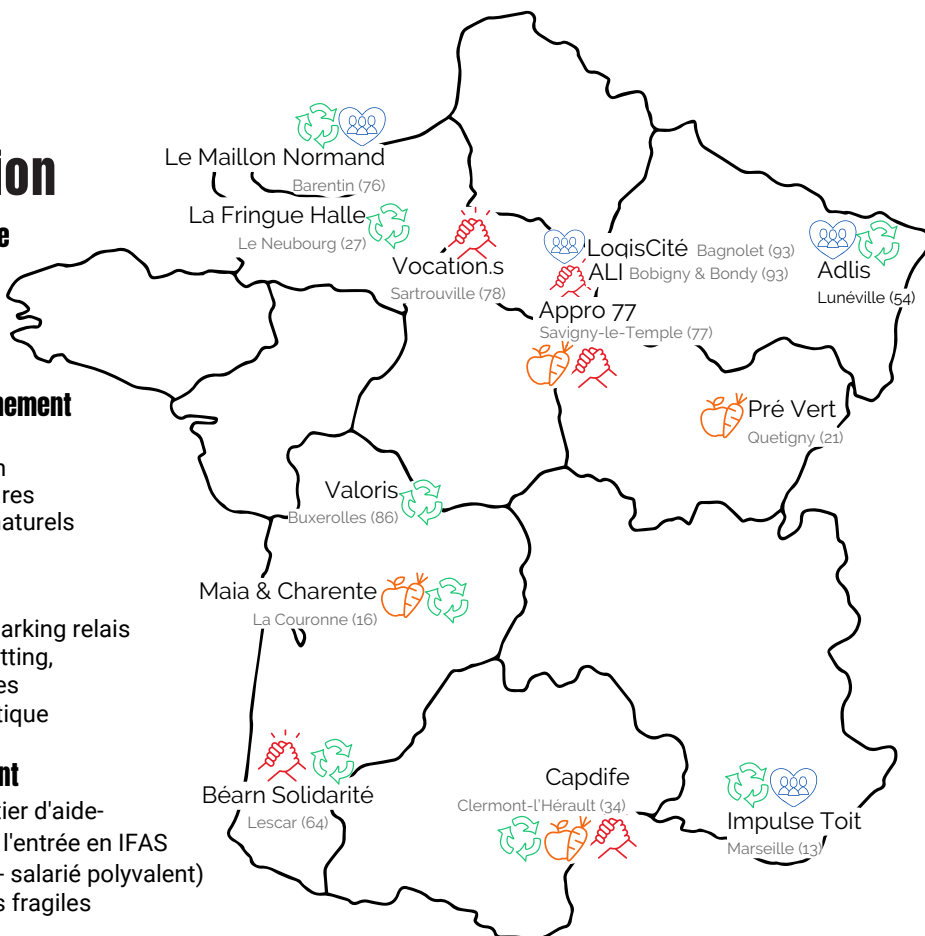 ion
e
nement
n
res
naturels
arking relais
tting,
es
tique
nt
tier d'aide-
l'entrée en IFAS
- salarié polyvalent)
s fragiles
Le Maillon Normand
Barentin (76)
La Fringue Halle
Le Neubourg (27)
Vocation.s
Sartrouville (78)
LogisCité Bagnolet (93)
ALI Bobigny & Bondy (93)
Appro 77
Savigny-le-Temple (77)
Adlis
Lunéville (54)
Pré Vert
Quetigny (21)
Valoris
Buxerolles (86)
Maia & Charente
La Couronne (16)
Béarn Solidarité
Lescar (64)
Capdife
Clermont-l'Hérault (34)
Impulse Toit
Marseille (13)